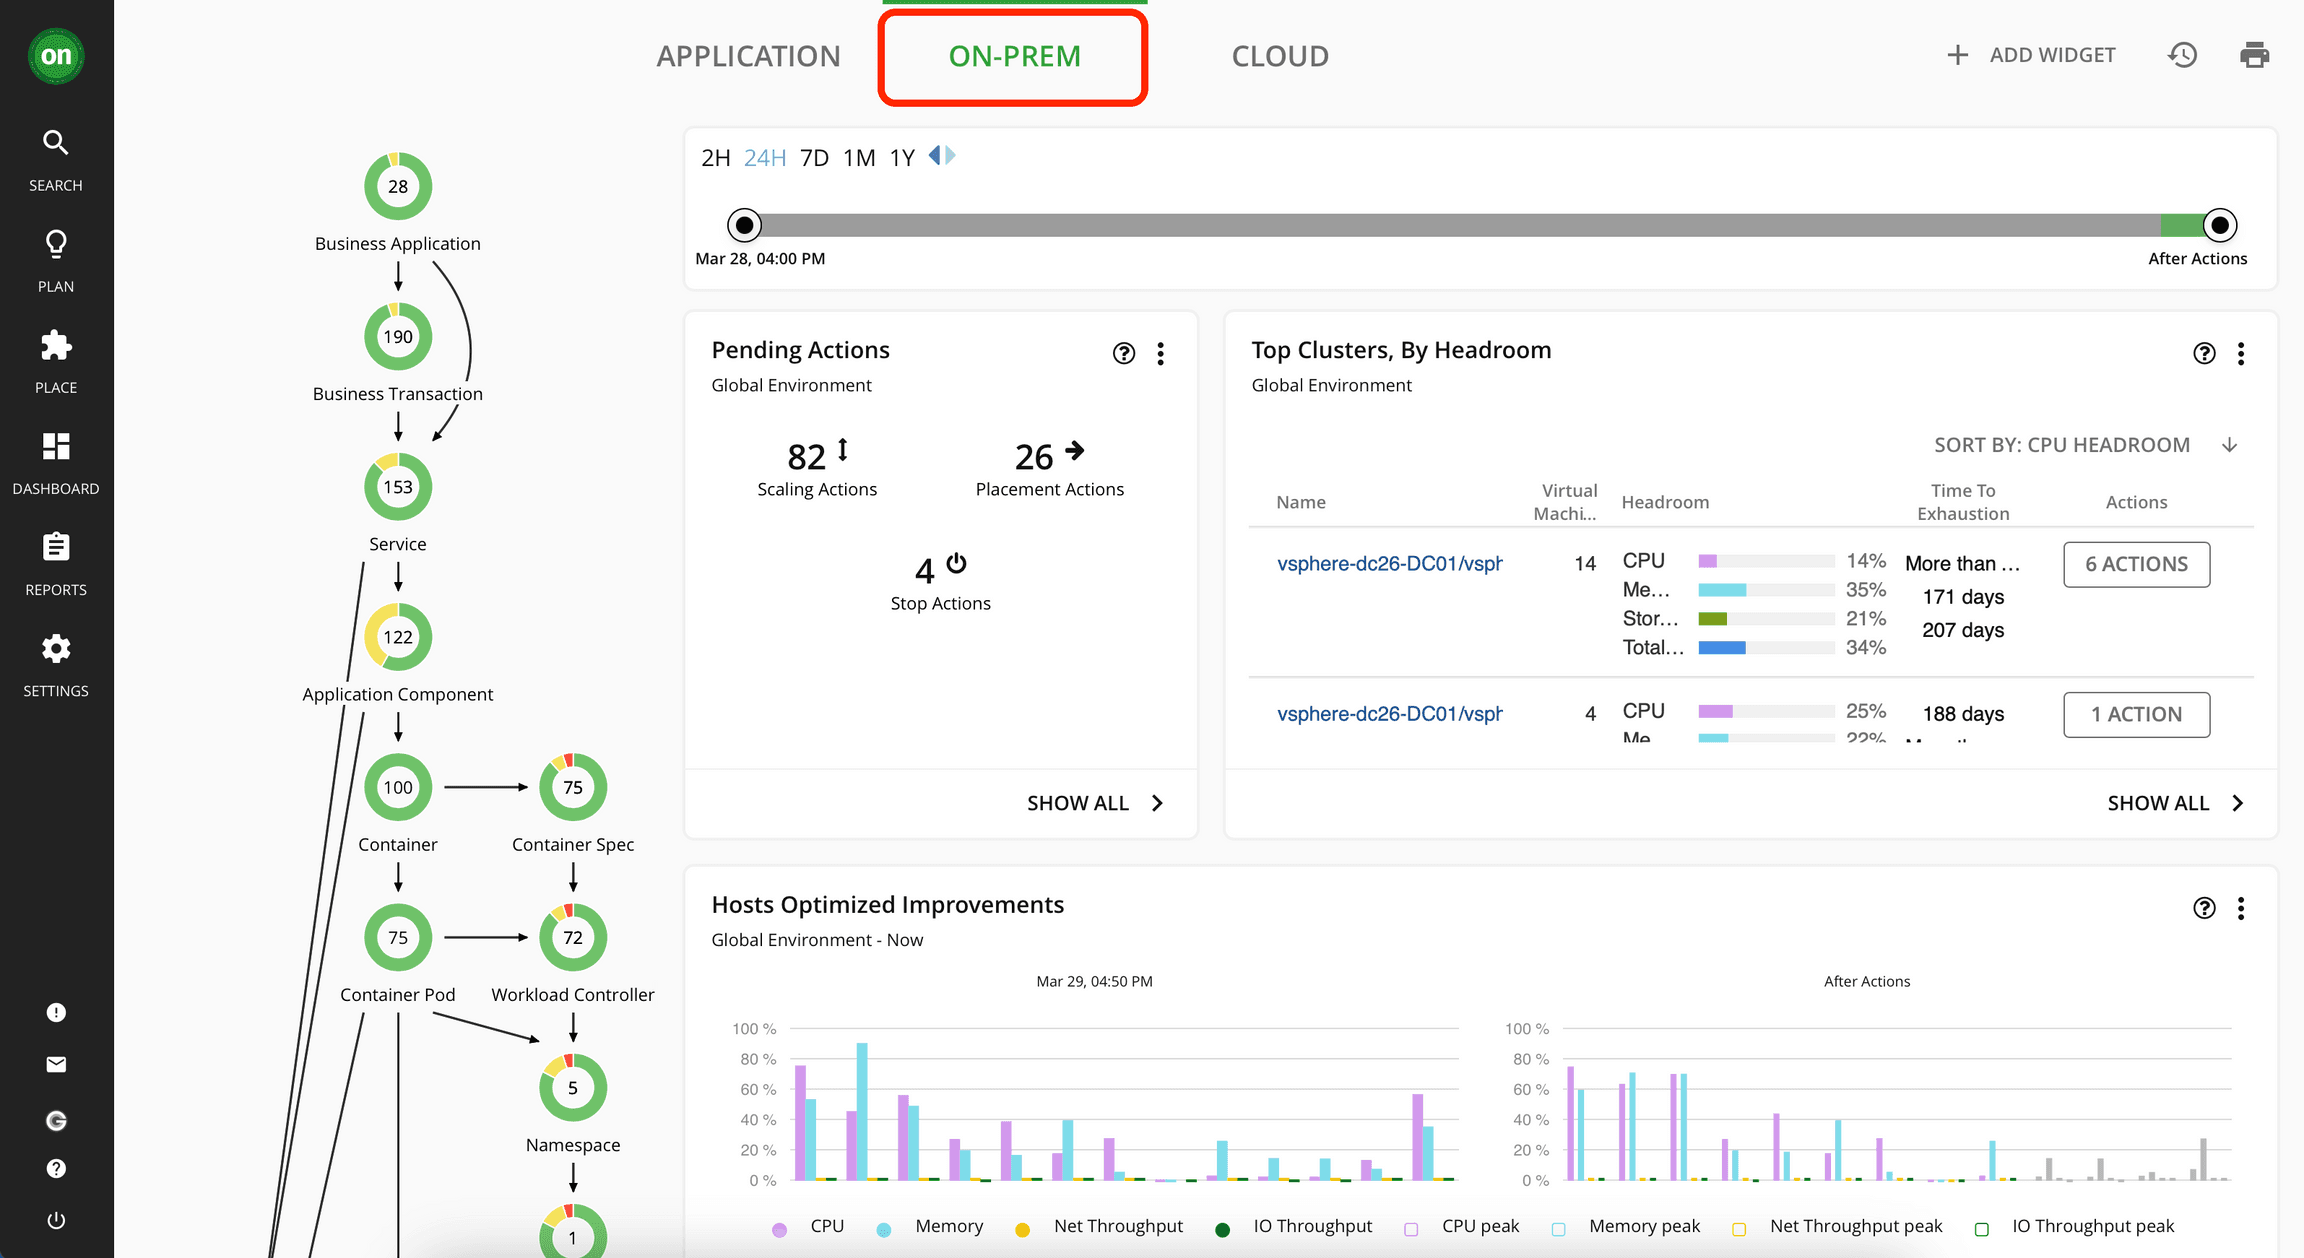 on
SEARCH
PLAN
PLACE
DASHBOARD
REPORTS
SETTINGS
APPLICATION
ON-PREM
CLOUD
ADD WIDGET
28
Business Application
190
Business Transaction
153
Service
122
Application Component
100
75
Container
Container Spec
75
72
Container Pod
Workload Controller
5
Namespace
1
2H 24H 7D 1M 1Y
Mar 28, 04:00 PM
After Actions
Pending Actions
Global Environment
82
Scaling Actions
26
Placement Actions
4
Stop Actions
SHOW ALL
Top Clusters, By Headroom
Global Environment
SORT BY: CPU HEADROOM
Name
Virtual
Machi...
Headroom
Time To
Exhaustion
Actions
vsphere-dc26-DC01/vsph
14
CPU 14% More than ...
Me... 35% 171 days
Stor... 21% 207 days
Total... 34%
6 ACTIONS
vsphere-dc26-DC01/vsph
4
CPU 25% 188 days
Me 22%
1 ACTION
SHOW ALL
Hosts Optimized Improvements
Global Environment - Now
Mar 29, 04:50 PM
100 %
80 %
60 %
40 %
20 %
0 %
After Actions
100 %
80 %
60 %
40 %
20 %
0 %
CPU Memory Net Throughput IO Throughput CPU peak Memory peak Net Throughput peak IO Throughput peak